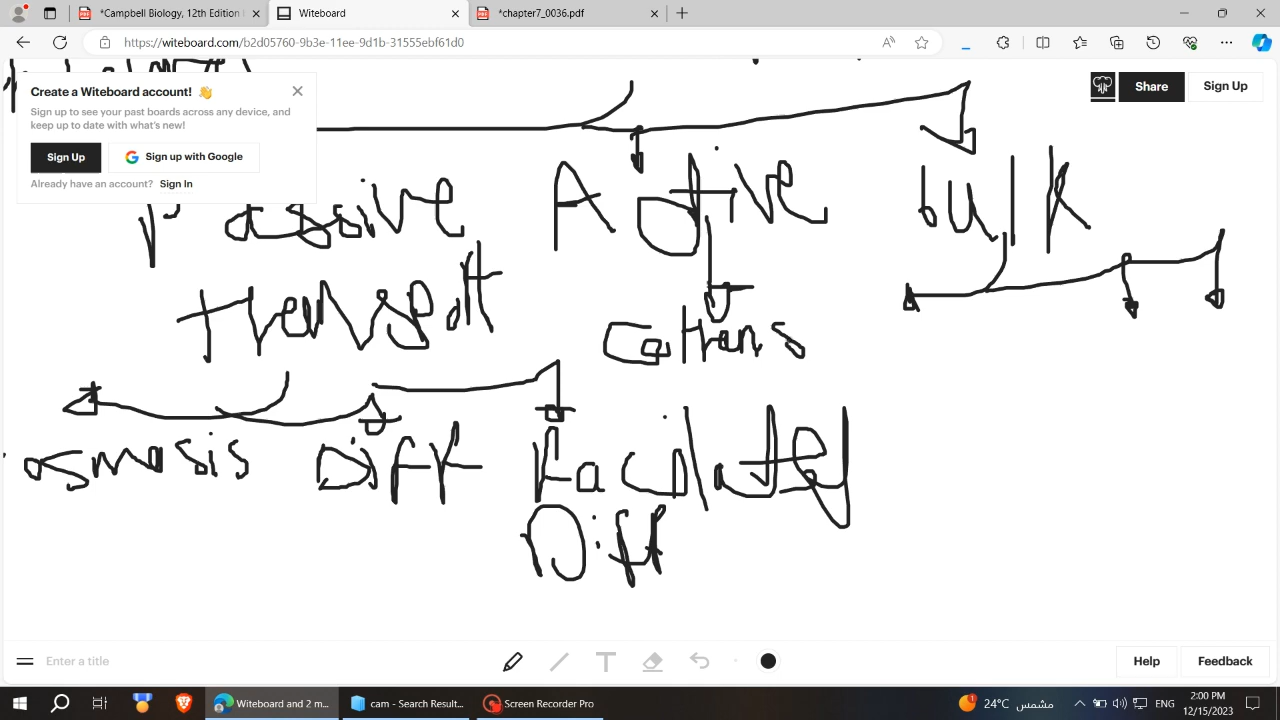 *Campbell Biology, 12th Edition
Witeboard
*chapter7_0036.pdf
https://witeboard.com/b2d05760-9b3e-11ee-9d1b-31555ebf61d0
Create a Witeboard account! 👋
Sign up to see your past boards across any device, and
keep up to date with what's new!
Sign Up
Sign up with Google
Already have an account? Sign In
Share
Sign Up
Passive Active bulk
transport
Cotrans
osmosis Diff Facilated
Diff
Enter a title
Help
Feedback
Witeboard and 2 m...
cam - Search Result...
Screen Recorder Pro
24°C مشمس
ENG
2:00 PM
12/15/2023